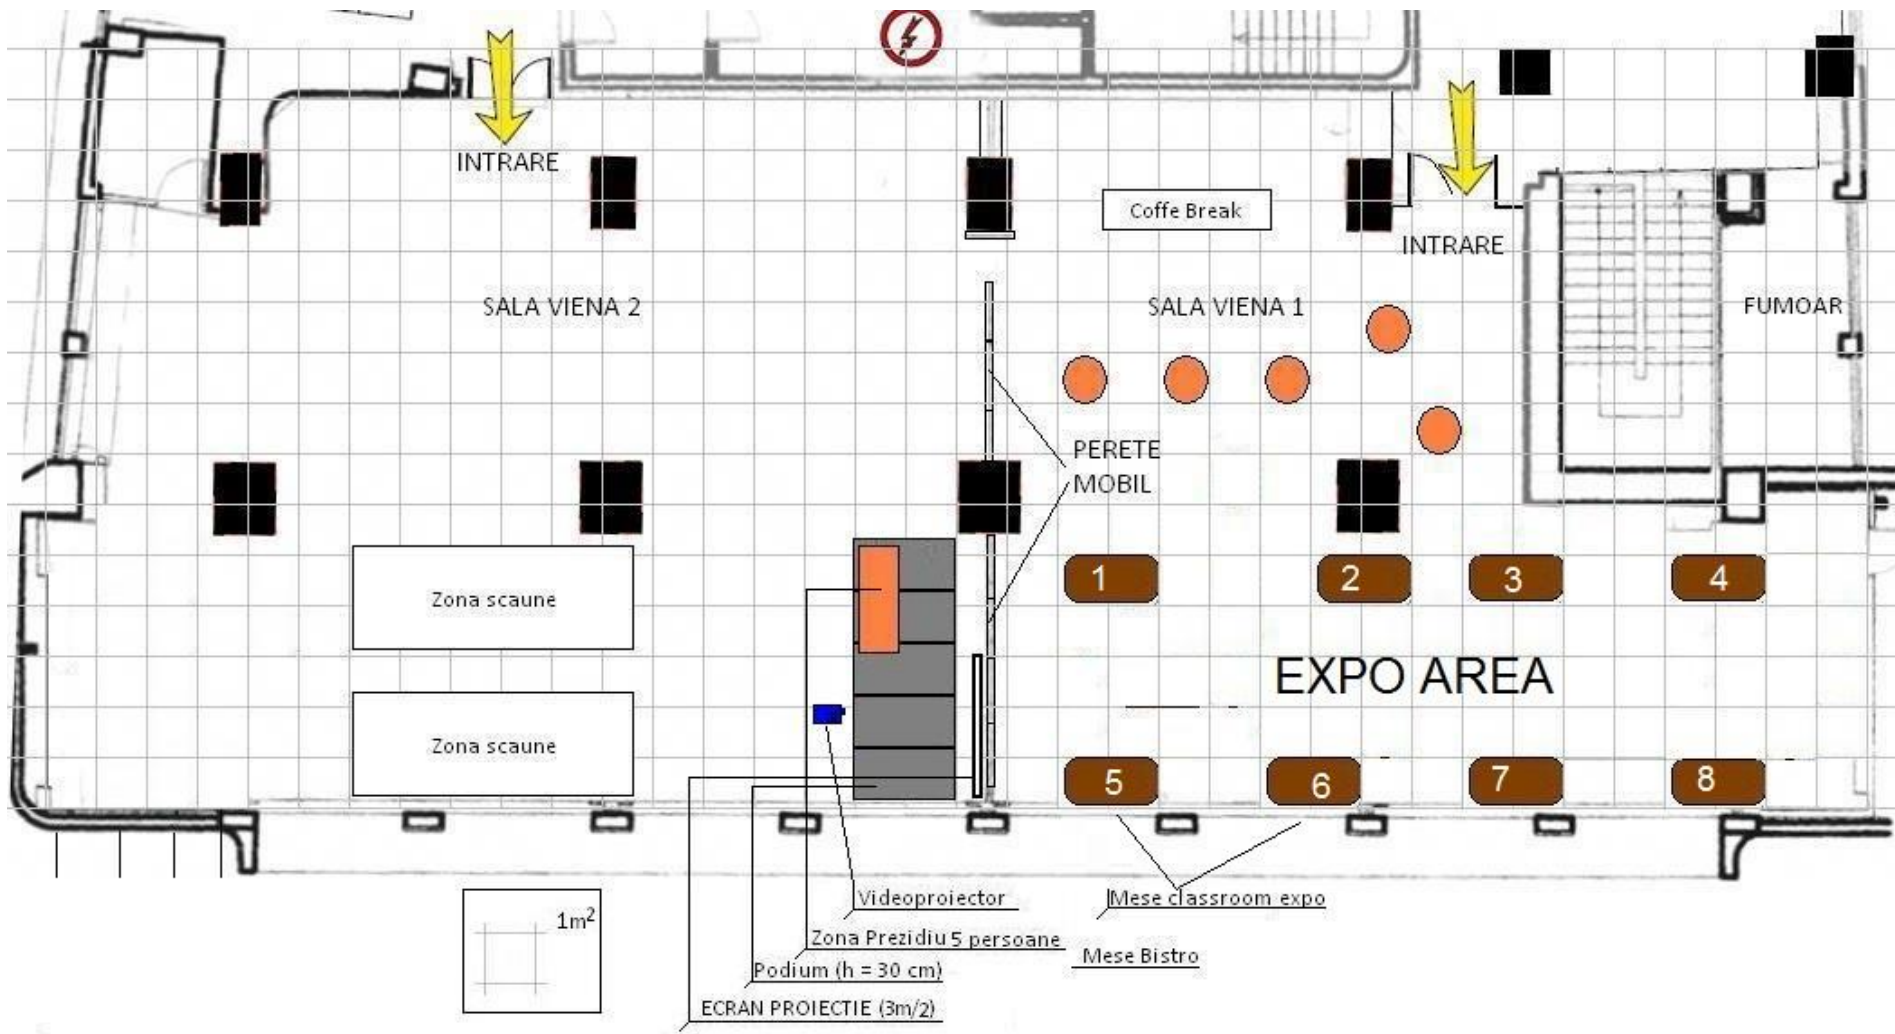 INTRARE
Coffe Break
INTRARE
SALA VIENA 2
SALA VIENA 1
FUMOAR
PERETE
MOBIL
Zona scaune
1
2
3
4
EXPO AREA
Zona scaune
5
6
7
8
Videoproiector
Mese classroom expo
1m²
Zona Prezidiu 5 persoane
Mese Bistro
Podium (h = 30 cm)
ECRAN PROIECTIE (3m/2)